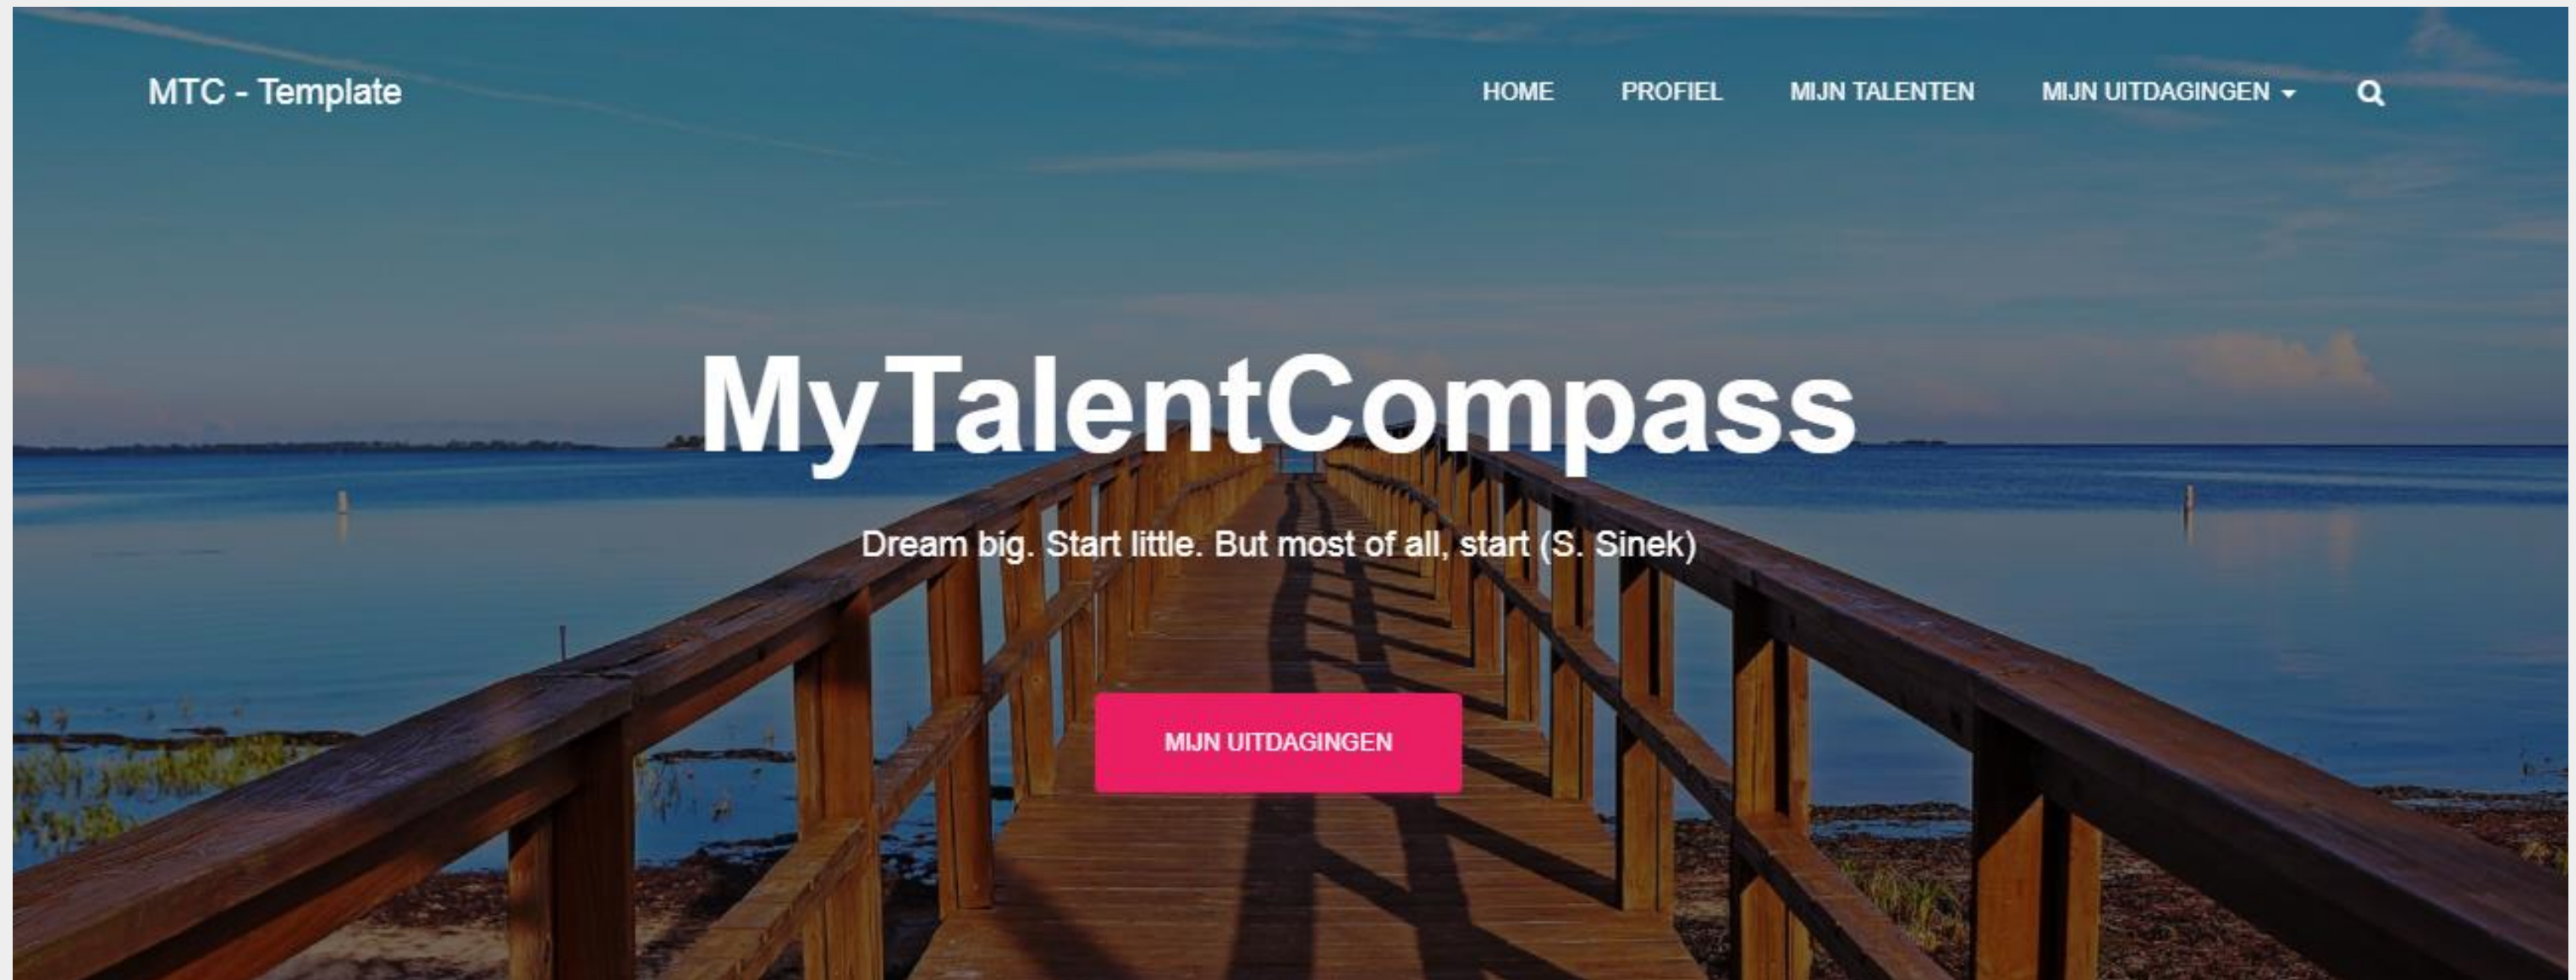 MTC - Template
HOME PROFIEL MIJN TALENTEN MIJN UITDAGINGEN
MyTalentCompass
Dream big. Start little. But most of all, start (S. Sinek)
MIJN UITDAGINGEN